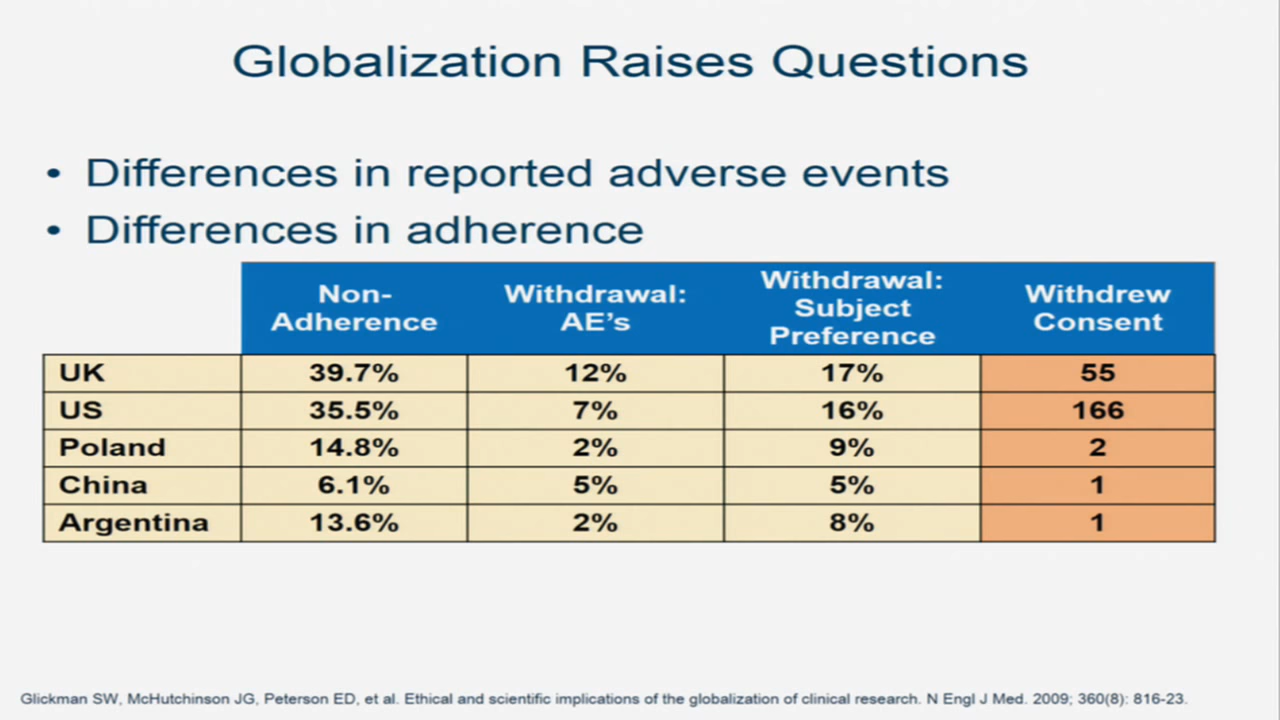 Globalization Raises Questions
• Differences in reported adverse events
• Differences in adherence
Non-Adherence Withdrawal: AE's Withdrawal: Subject Preference Withdrew Consent
UK 39.7% 12% 17% 55
US 35.5% 7% 16% 166
Poland 14.8% 2% 9% 2
China 6.1% 5% 5% 1
Argentina 13.6% 2% 8% 1
Glickman SW, McHutchinson JG, Peterson ED, et al. Ethical and scientific implications of the globalization of clinical research. N Engl J Med. 2009; 360(8): 816-23.